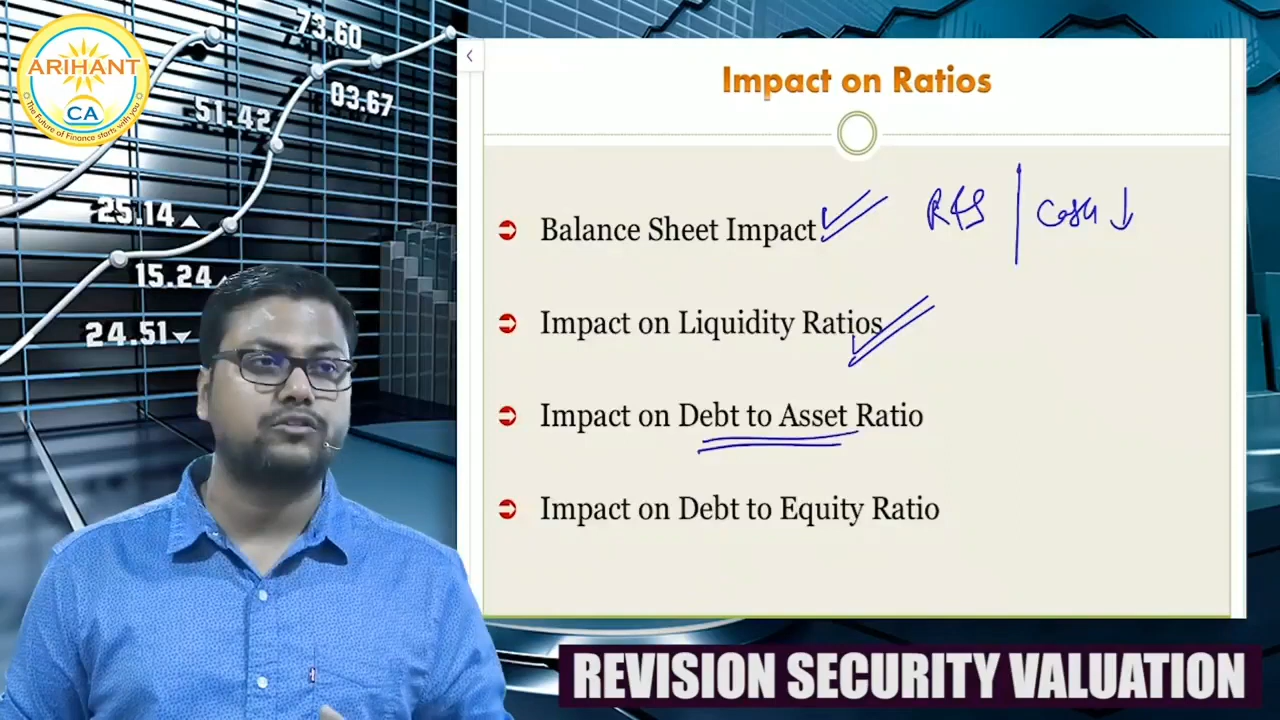 ARIHANT
CA
The Future of Finance starts with you
73.60
51.42
03.67
25.14
15.24
24.51
Impact on Ratios
Balance Sheet Impact
R&S | Cash ↓
Impact on Liquidity Ratios
Impact on Debt to Asset Ratio
Impact on Debt to Equity Ratio
REVISION SECURITY VALUATION